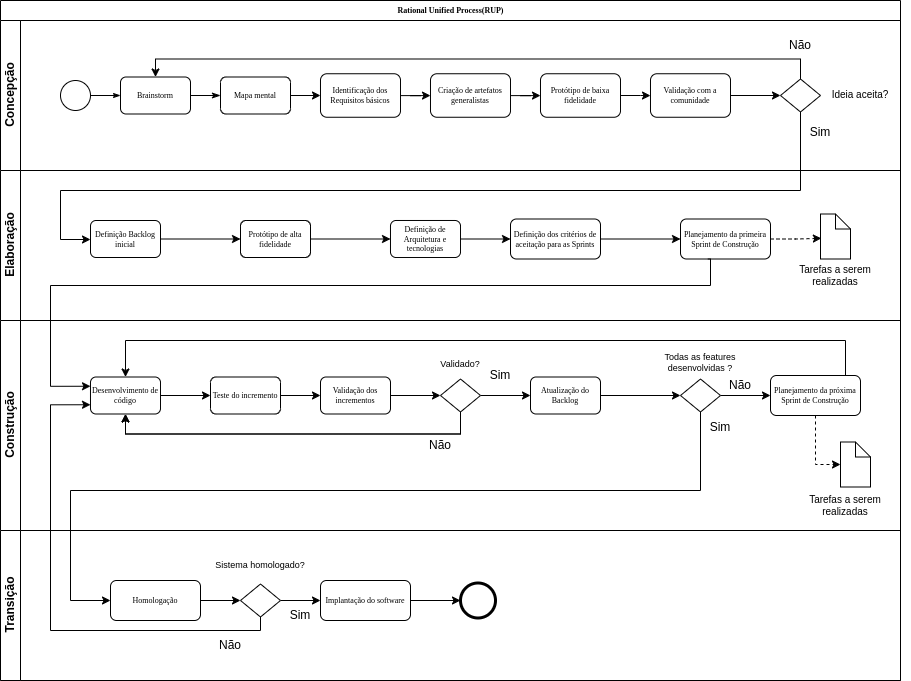 Rational Unified Process(RUP)
Concepção
Não
Brainstorm
Mapa mental
Identificação dos
Requisitos básicos
Criação de artefatos
generalistas
Protótipo de baixa
fidelidade
Validação com a
comunidade
Ideia aceita?
Sim
Elaboração
Definição Backlog
inicial
Protótipo de alta
fidelidade
Definição de
Arquitetura e
tecnologias
Definição dos critérios de
aceitação para as Sprints
Planejamento da primeira
Sprint de Construção
Tarefas a serem
realizadas
Construção
Desenvolvimento de
código
Teste do incremento
Validação dos
incrementos
Validado?
Sim
Não
Atualização do
Backlog
Todas as features
desenvolvidas ?
Não
Sim
Planejamento da próxima
Sprint de Construção
Tarefas a serem
realizadas
Transição
Homologação
Sistema homologado?
Sim
Não
Implantação do software